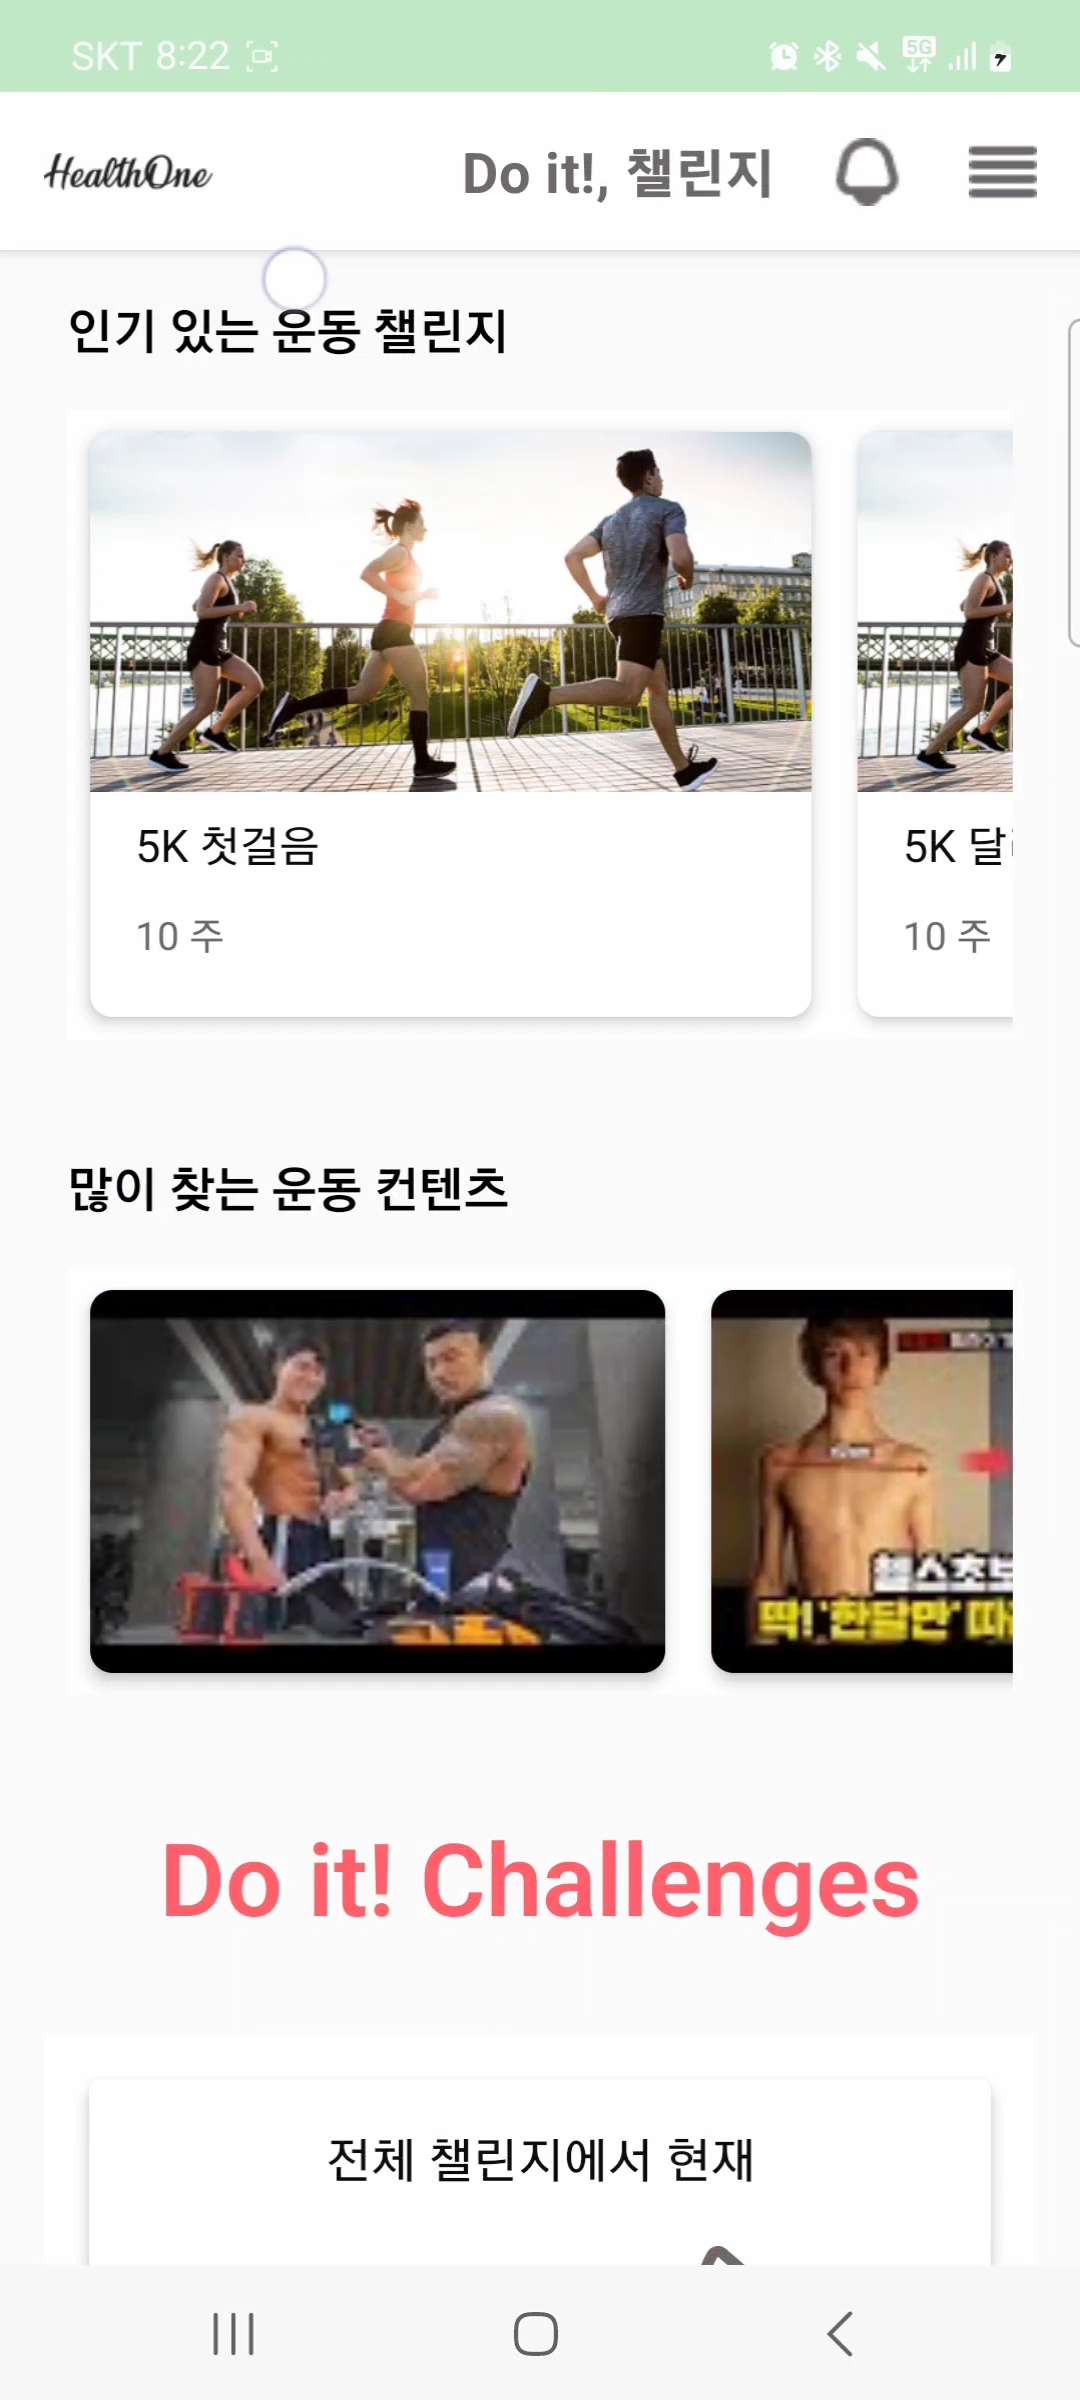 SKT 8:22
5G
HealthOne
Do it!, 챌린지
인기 있는 운동 챌린지
5K 첫걸음
5K 달
10 주
10 주
많이 찾는 운동 컨텐츠
헬스초보
딱! '한달만' 따
Do it! Challenges
전체 챌린지에서 현재